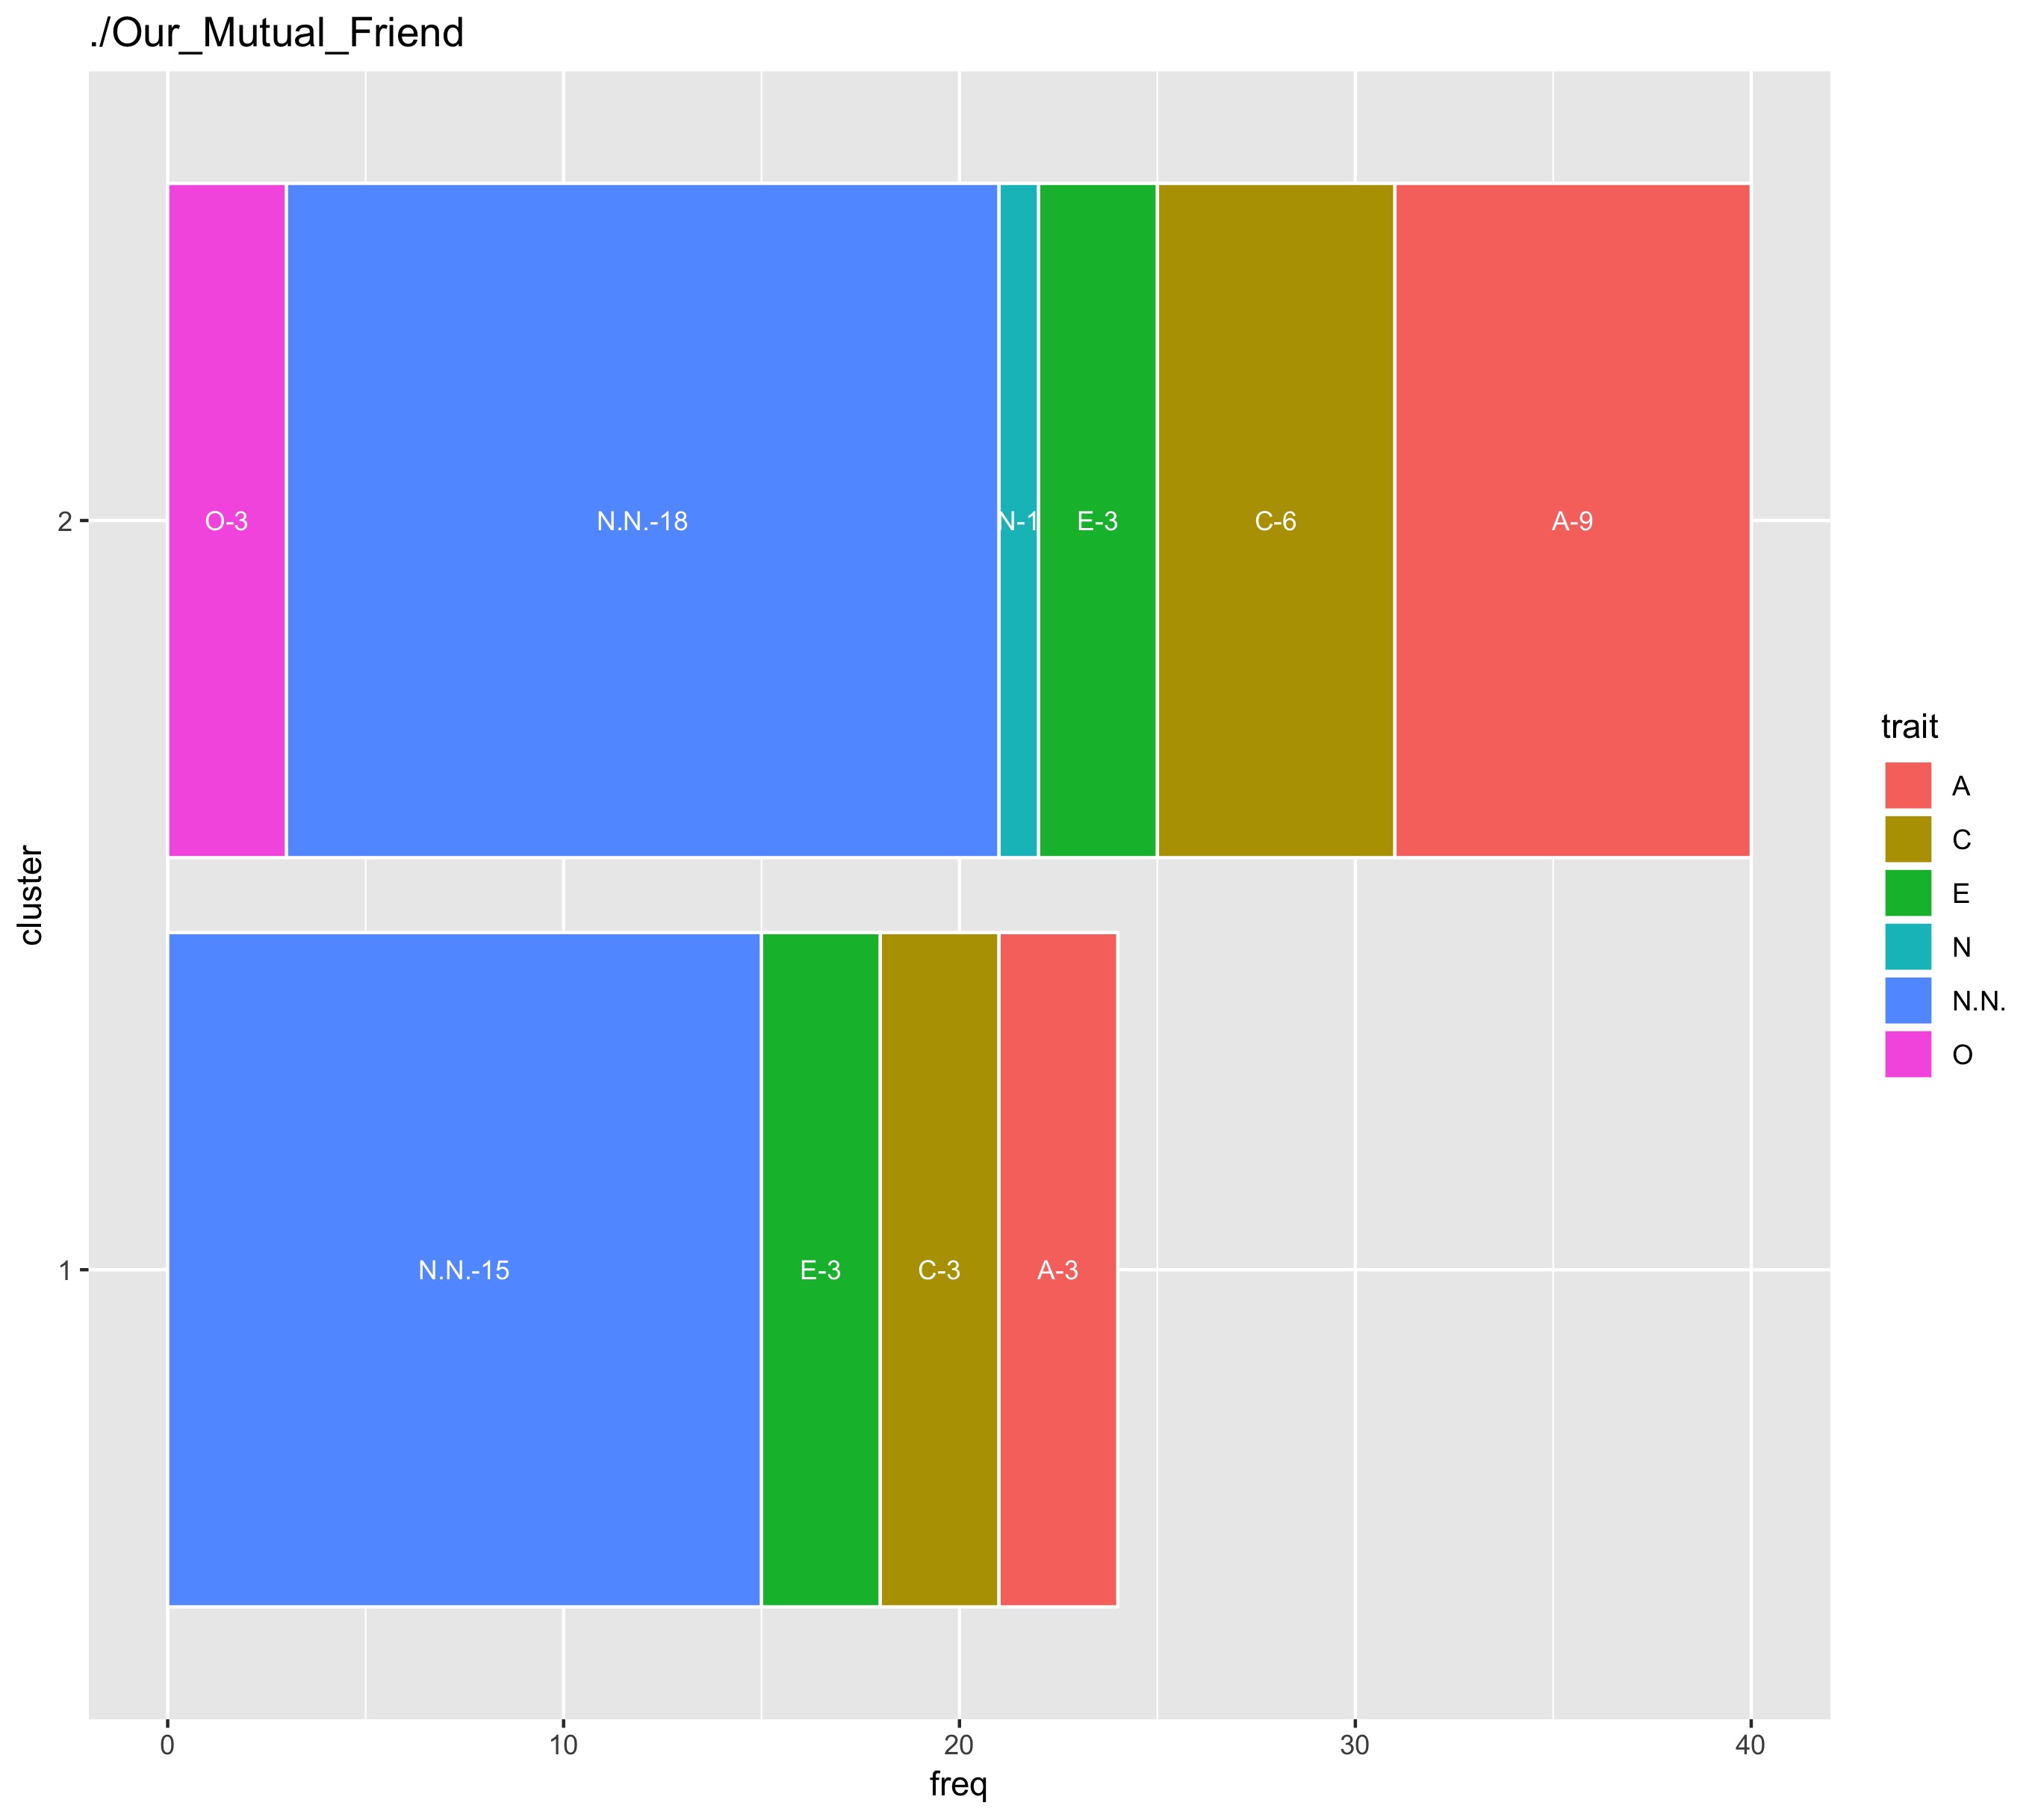 ./Our_Mutual_Friend
cluster
2
O-3 N.N.-18 N-1 E-3 C-6 A-9
1
N.N.-15 E-3 C-3 A-3
0 10 20 30 40
freq
trait
A
C
E
N
N.N.
O